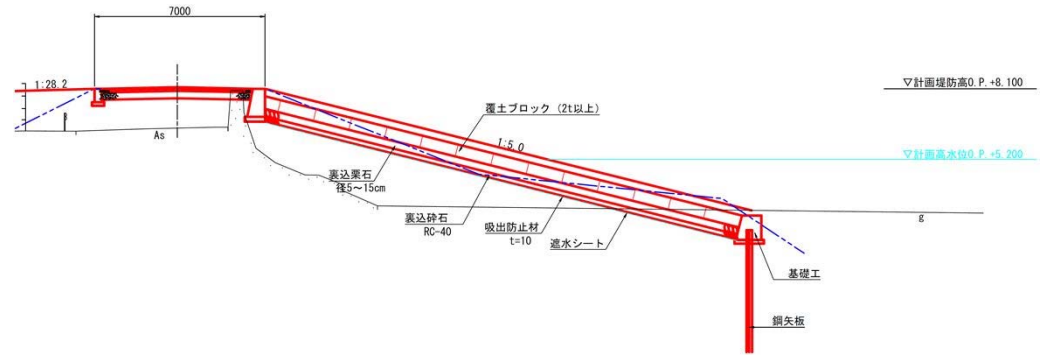 7000
1:28.2
▽計画堤防高O.P.+8.100
覆土ブロック (2t以上)
As
1:5.0
▽計画高水位O.P.+5.200
裏込栗石
径5～15cm
裏込砕石
RC-40
吸出防止材
t=10
遮水シート
g
基礎工
鋼矢板